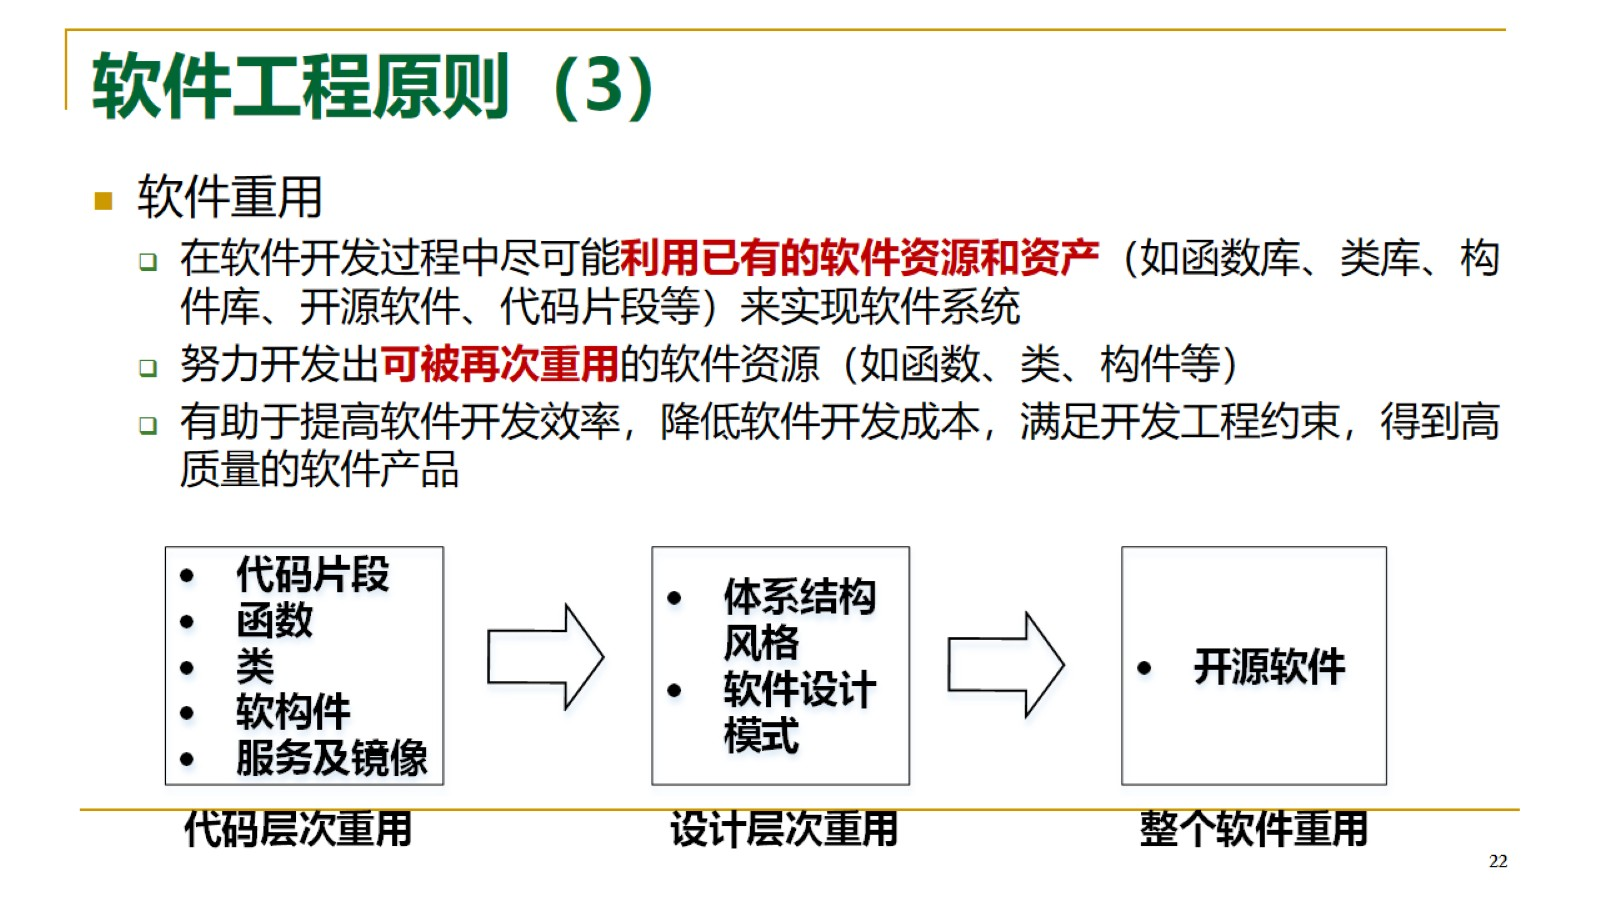 软件工程原则（3）
软件重用
在软件开发过程中尽可能利用已有的软件资源和资产（如函数库、类库、构
件库、开源软件、代码片段等）来实现软件系统
努力开发出可被再次重用的软件资源（如函数、类、构件等）
有助于提高软件开发效率，降低软件开发成本，满足开发工程约束，得到高
质量的软件产品
代码片段
函数
类
软构件
服务及镜像
代码层次重用
体系结构
风格
软件设计
模式
设计层次重用
开源软件
整个软件重用
22